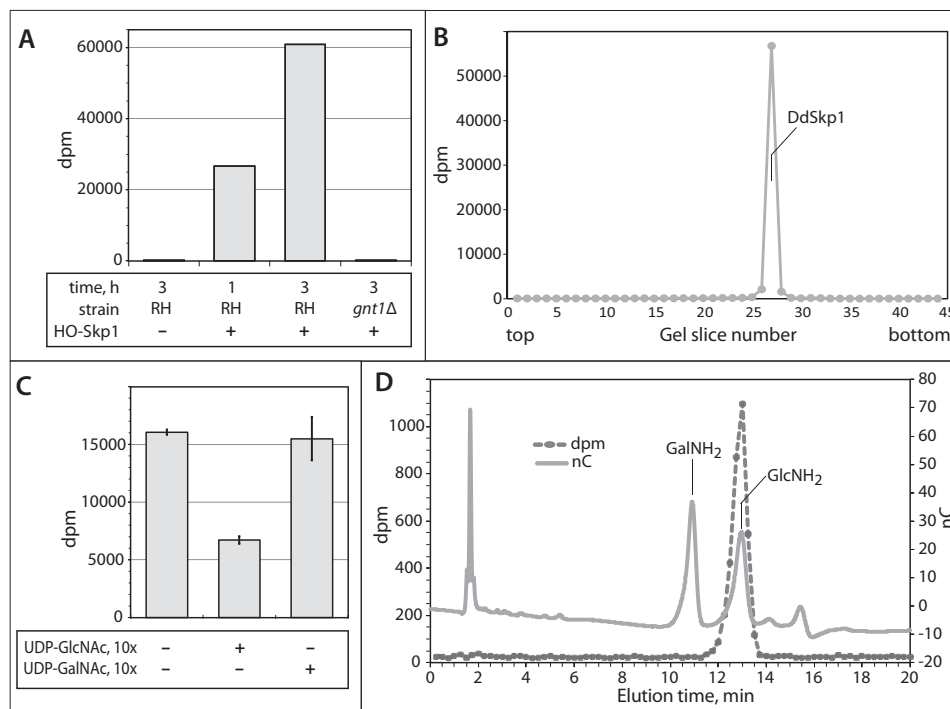 A
60000
40000
20000
0
dpm
time, h 3 1 3 3
strain RH RH RH gnt1Δ
HO-Skp1 – + + +
B
50000
40000
30000
20000
10000
0
dpm
DdSkp1
0 5 10 15 20 25 30 35 40 45
top Gel slice number bottom
C
15000
10000
5000
0
dpm
UDP-GlcNAc, 10x – + –
UDP-GalNAc, 10x – – +
D
1000
800
600
400
200
0
dpm
dpm
nC
GalNH2
GlcNH2
80
70
60
50
40
30
20
10
0
-10
-20
nC
0 2 4 6 8 10 12 14 16 18 20
Elution time, min